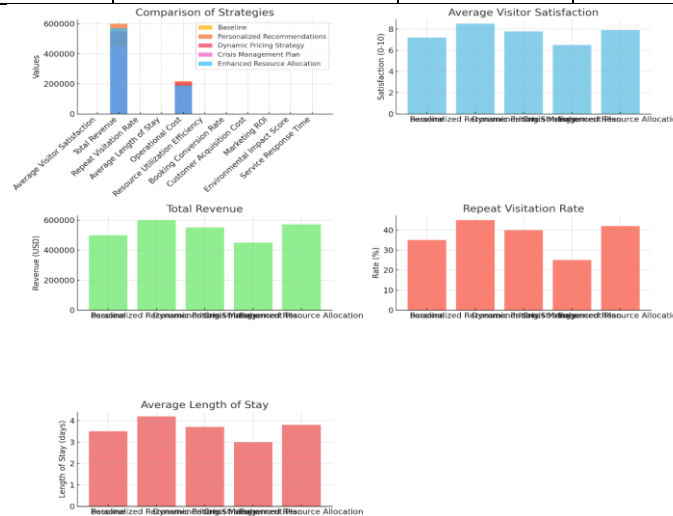 Comparison of Strategies
600000
400000
200000
0
Values
Baseline
Personalized Recommendations
Dynamic Pricing Strategy
Crisis Management Plan
Enhanced Resource Allocation
Average Visitor Satisfaction
Total Revenue
Repeat Visitation Rate
Average Length of Stay
Operational Cost
Resource Utilization Efficiency
Booking Conversion Rate
Customer Acquisition Cost
Marketing ROI
Environmental Impact Score
Service Response Time
Average Visitor Satisfaction
8
6
4
2
0
Satisfaction (0-10)
Resource Allocation
Total Revenue
600000
400000
200000
0
Revenue (USD)
Resource Allocation
Repeat Visitation Rate
40
30
20
10
0
Rate (%)
Resource
Average Length of Stay
4
3
2
1
0
Length of Stay (days)
Resource Allocation